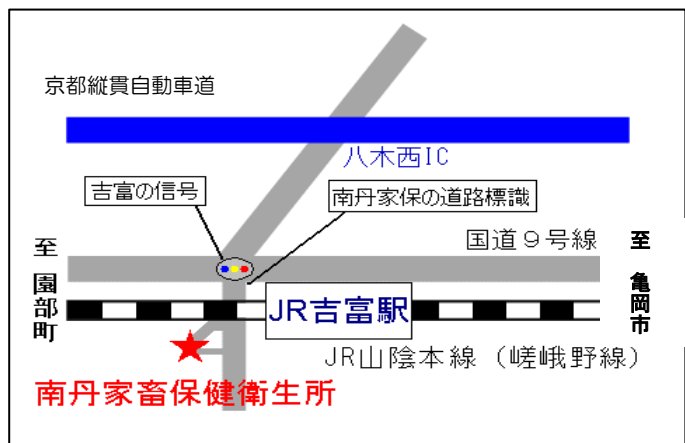 京都縦貫自動車道
八木西IC
吉富の信号
南丹家保の道路標識
国道９号線
至 園部町
至 亀岡市
JR吉富駅
JR山陰本線（嵯峨野線）
南丹家畜保健衛生所